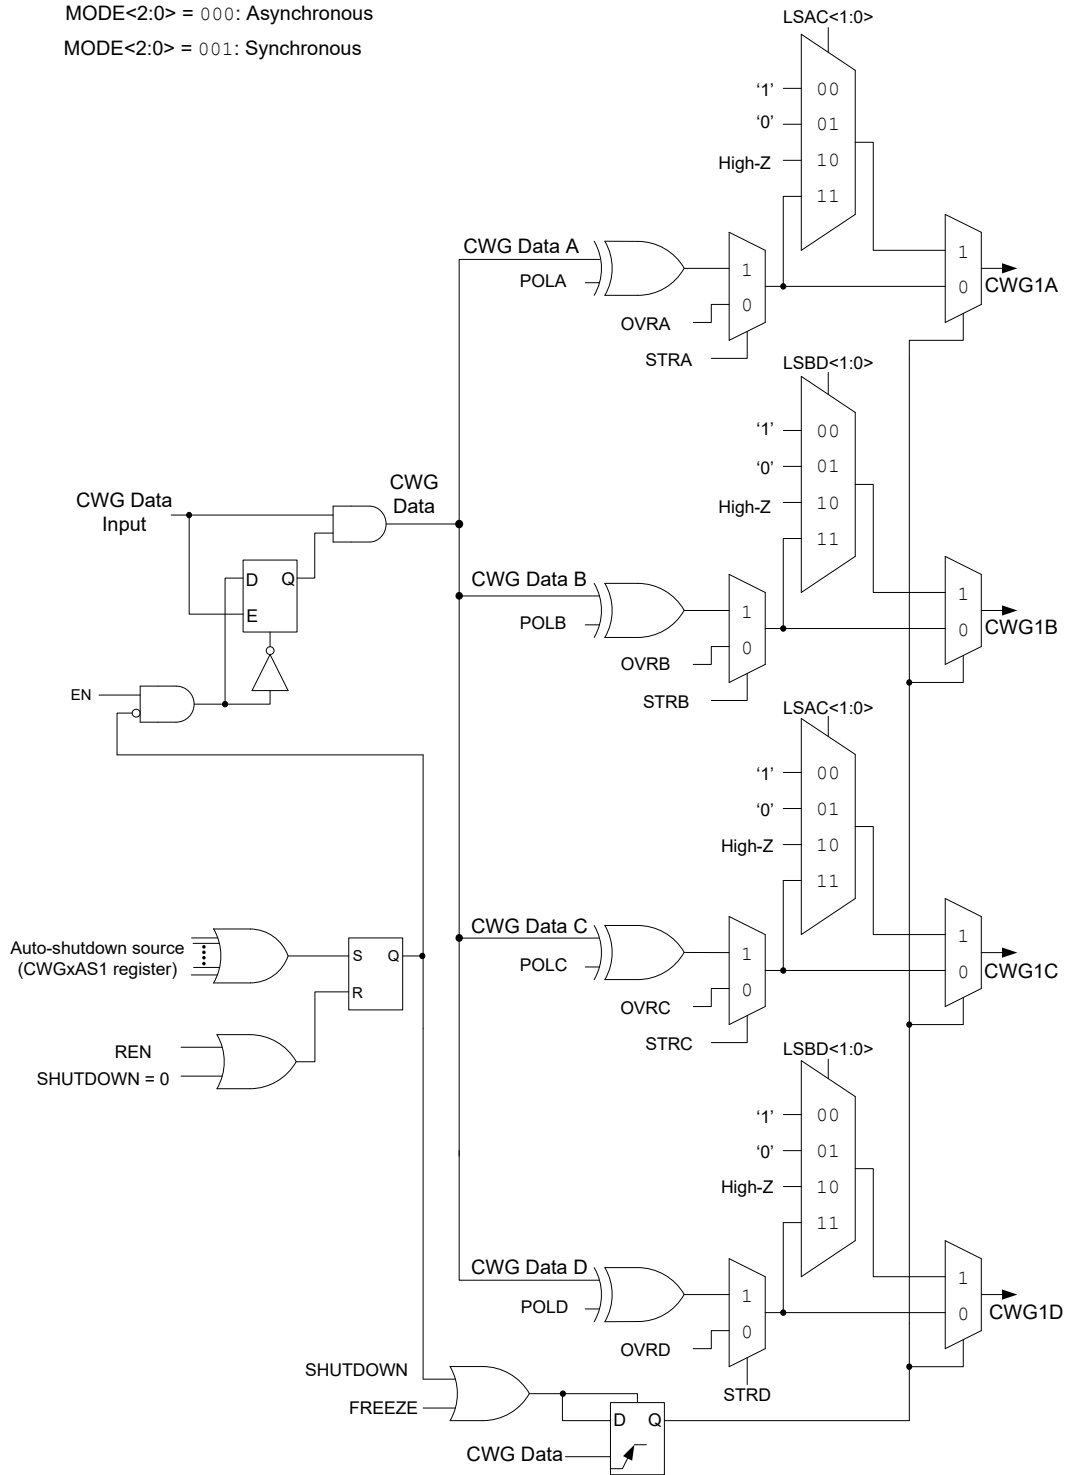 MODE<2:0> = 000: Asynchronous
MODE<2:0> = 001: Synchronous
LSAC<1:0>
‘1’ 00
‘0’ 01
High-Z 10
11
CWG Data A
POLA
1
0
OVRA
STRA
1
0
CWG1A
LSBD<1:0>
‘1’ 00
‘0’ 01
High-Z 10
11
CWG Data
Input
CWG
Data
D Q
E
EN
CWG Data B
POLB
1
0
OVRB
STRB
1
0
CWG1B
LSAC<1:0>
‘1’ 00
‘0’ 01
High-Z 10
11
CWG Data C
POLC
1
0
OVRC
STRC
1
0
CWG1C
Auto-shutdown source
(CWGxAS1 register)
S Q
R
REN
SHUTDOWN = 0
LSBD<1:0>
‘1’ 00
‘0’ 01
High-Z 10
11
CWG Data D
POLD
1
0
OVRD
STRD
1
0
CWG1D
SHUTDOWN
FREEZE
D Q
CWG Data